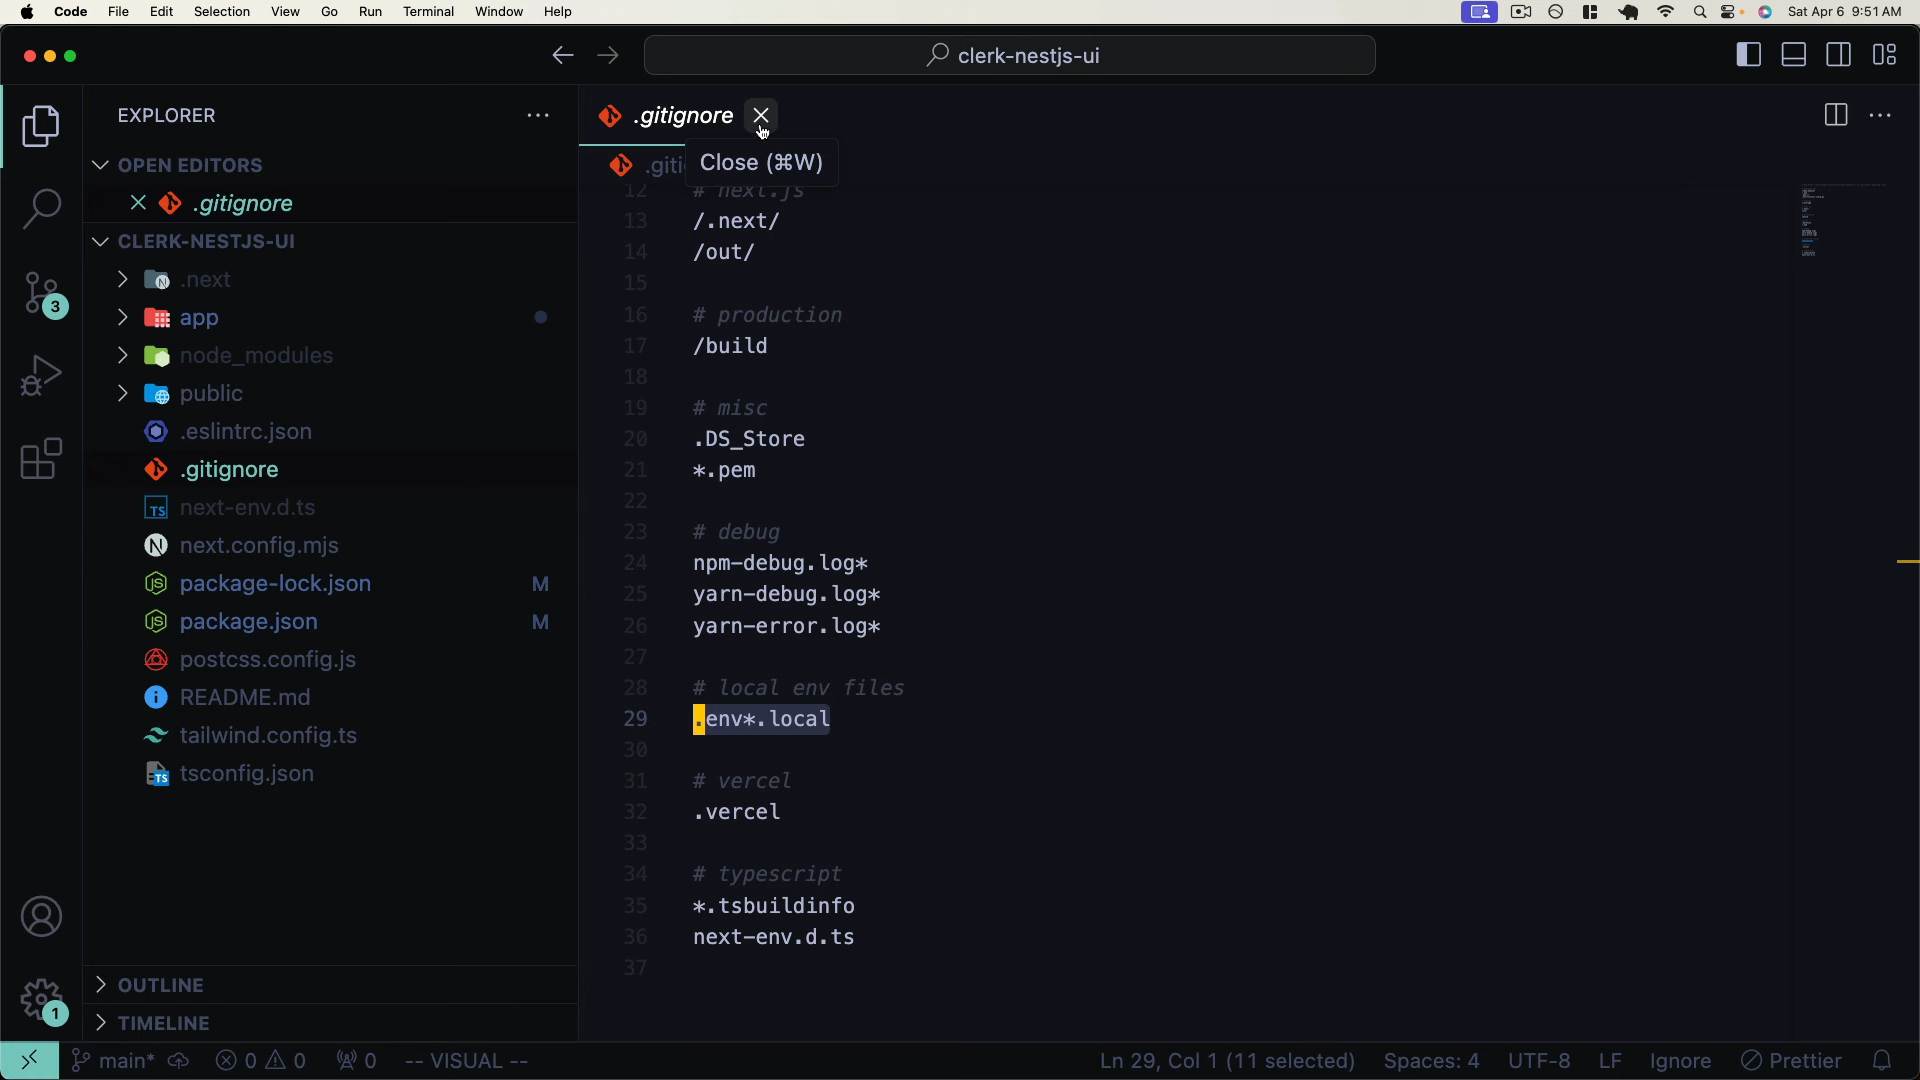 Code File Edit Selection View Go Run Terminal Window Help
Sat Apr 6 9:51 AM
clerk-nestjs-ui
EXPLORER
OPEN EDITORS
.gitignore
CLERK-NESTJS-UI
.next
app
node_modules
public
.eslintrc.json
.gitignore
next-env.d.ts
next.config.mjs
package-lock.json M
package.json M
postcss.config.js
README.md
tailwind.config.ts
tsconfig.json
OUTLINE
TIMELINE
3
1
.gitignore
Close (⌘W)
.giti
12 # next.js
13 /.next/
14 /out/
15
16 # production
17 /build
18
19 # misc
20 .DS_Store
21 *.pem
22
23 # debug
24 npm-debug.log*
25 yarn-debug.log*
26 yarn-error.log*
27
28 # local env files
29 .env*.local
30
31 # vercel
32 .vercel
33
34 # typescript
35 *.tsbuildinfo
36 next-env.d.ts
37
main* 0 0 0 -- VISUAL -- Ln 29, Col 1 (11 selected) Spaces: 4 UTF-8 LF Ignore Prettier